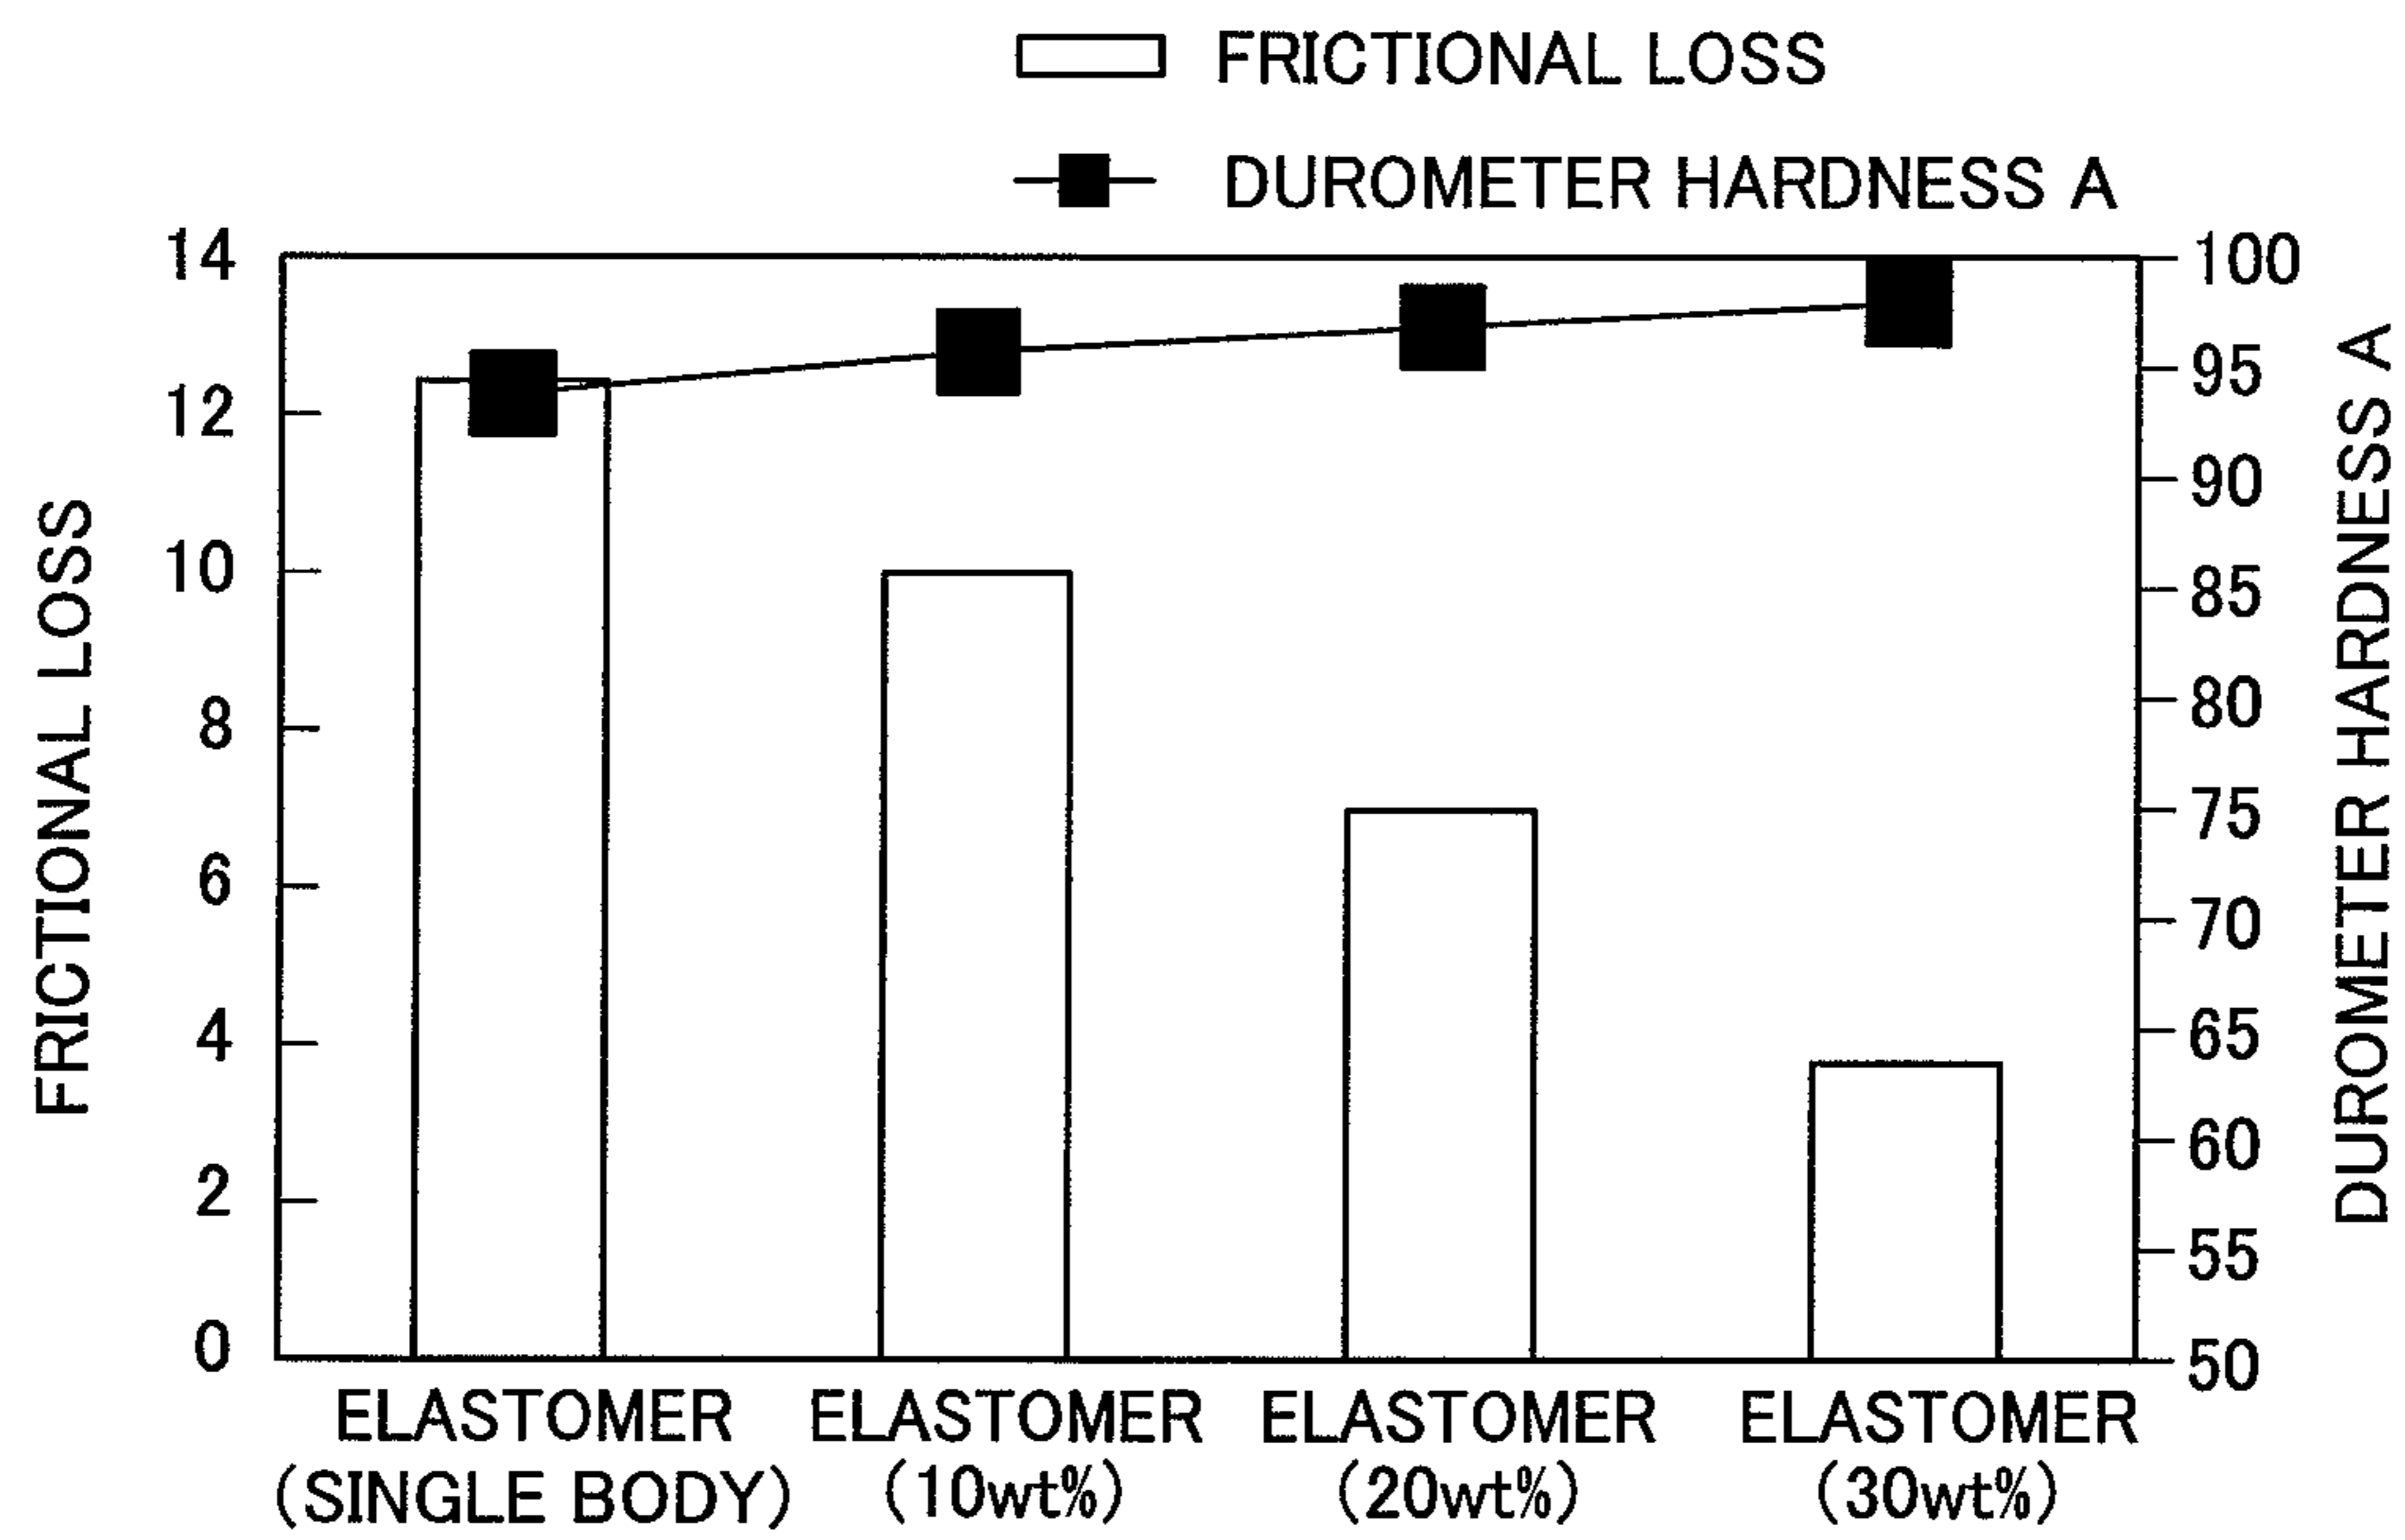 FRICTIONAL LOSS
DUROMETER HARDNESS A
FRICTIONAL LOSS
14
12
10
8
6
4
2
0
100
95
90
85
80
75
70
65
60
55
50
DUROMETER HARDNESS A
ELASTOMER
(SINGLE BODY)
ELASTOMER
(10wt%)
ELASTOMER
(20wt%)
ELASTOMER
(30wt%)